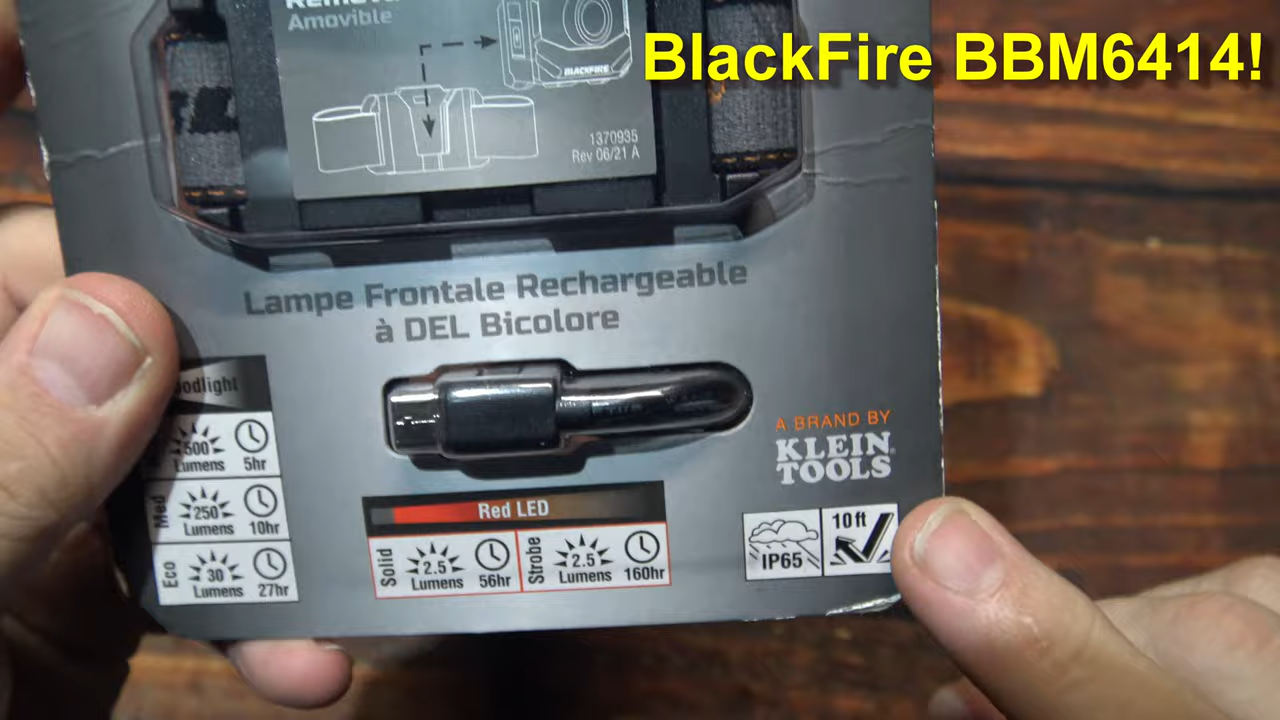 Amovible
BlackFire BBM6414!
BLACKFIRE
1370935
Rev 06/21 A
Lampe Frontale Rechargeable
à DEL Bicolore
500
Lumens
5hr
Med
250
Lumens
10hr
Eco
30
Lumens
27hr
Red LED
Solid
2.5
Lumens
56hr
Strobe
2.5
Lumens
160hr
A BRAND BY
KLEIN
TOOLS
IP65
10 ft